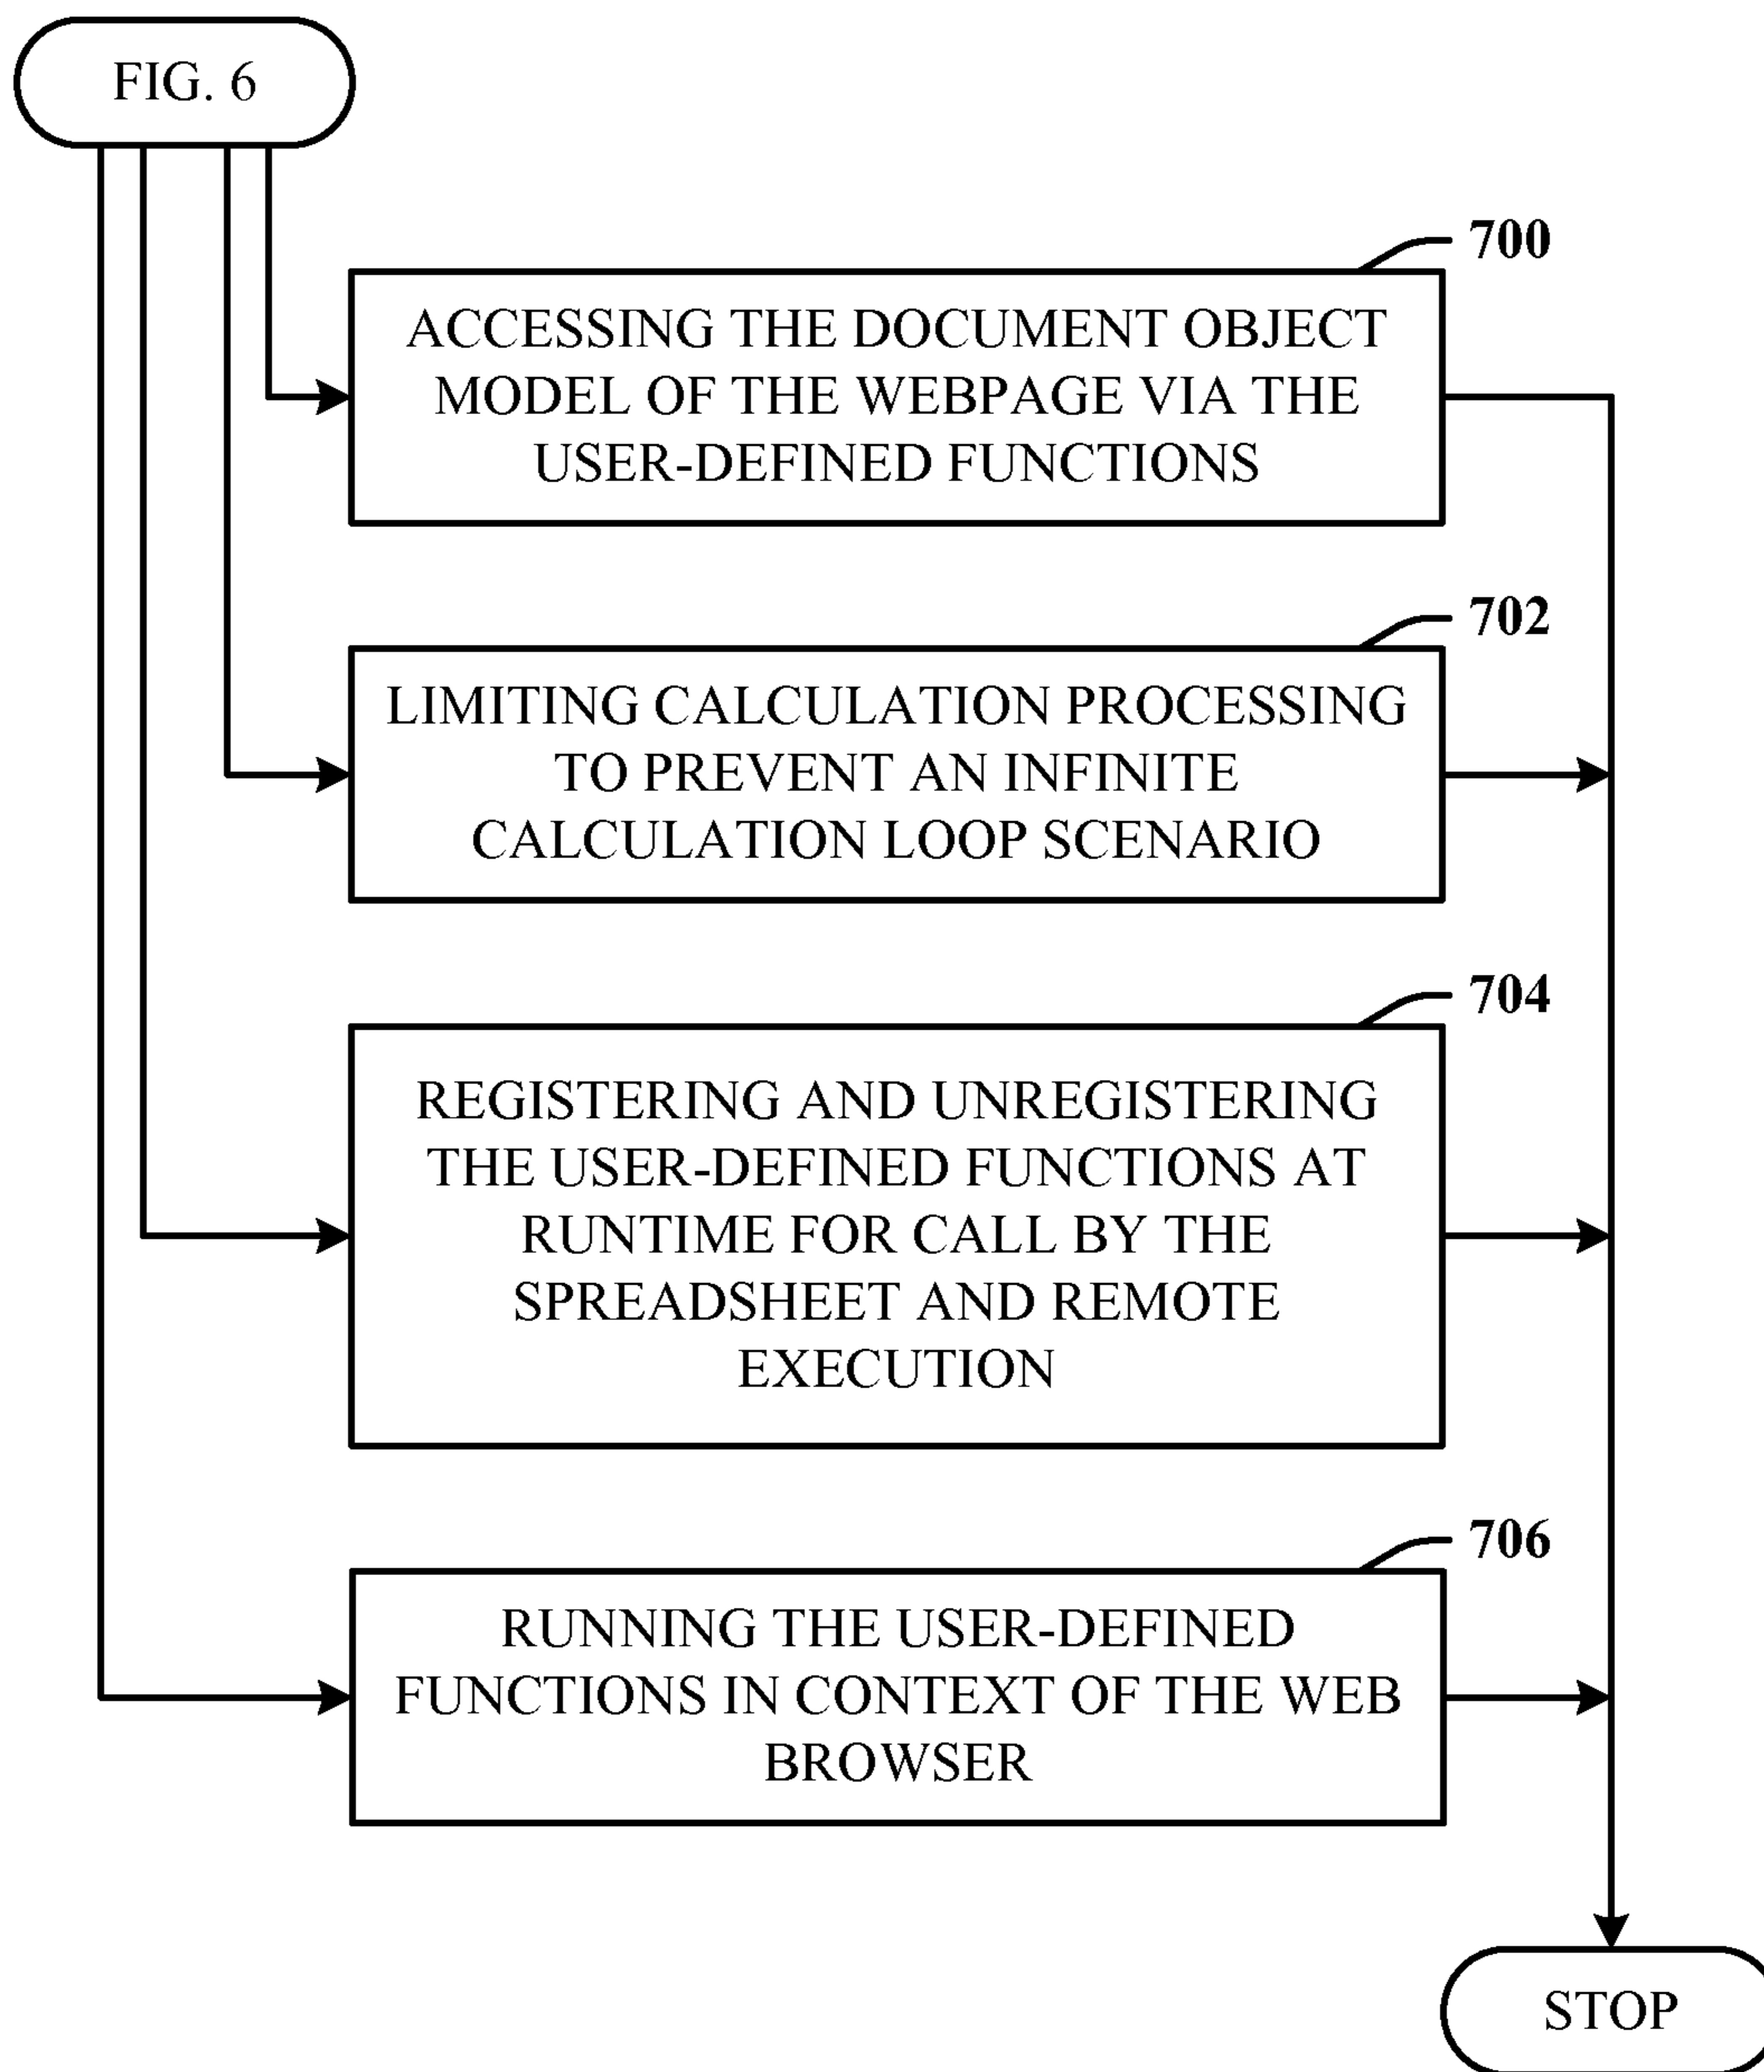 FIG. 6
700
ACCESSING THE DOCUMENT OBJECT
MODEL OF THE WEBPAGE VIA THE
USER-DEFINED FUNCTIONS
702
LIMITING CALCULATION PROCESSING
TO PREVENT AN INFINITE
CALCULATION LOOP SCENARIO
704
REGISTERING AND UNREGISTERING
THE USER-DEFINED FUNCTIONS AT
RUNTIME FOR CALL BY THE
SPREADSHEET AND REMOTE
EXECUTION
706
RUNNING THE USER-DEFINED
FUNCTIONS IN CONTEXT OF THE WEB
BROWSER
STOP